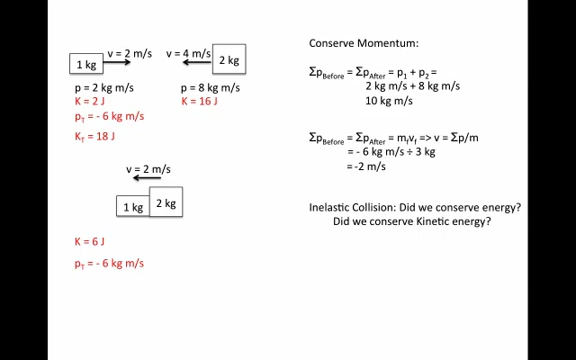 v = 2 m/s
v = 4 m/s
1 kg
2 kg
p = 2 kg m/s
p = 8 kg m/s
K = 2 J
K = 16 J
pT = - 6 kg m/s
KT = 18 J
v = 2 m/s
1 kg
2 kg
K = 6 J
pT = - 6 kg m/s
Conserve Momentum:
ΣpBefore = ΣpAfter = p1 + p2 =
2 kg m/s + 8 kg m/s
10 kg m/s
ΣpBefore = ΣpAfter = mfvf => v = Σp/m
= - 6 kg m/s ÷ 3 kg
= -2 m/s
Inelastic Collision: Did we conserve energy?
Did we conserve Kinetic energy?